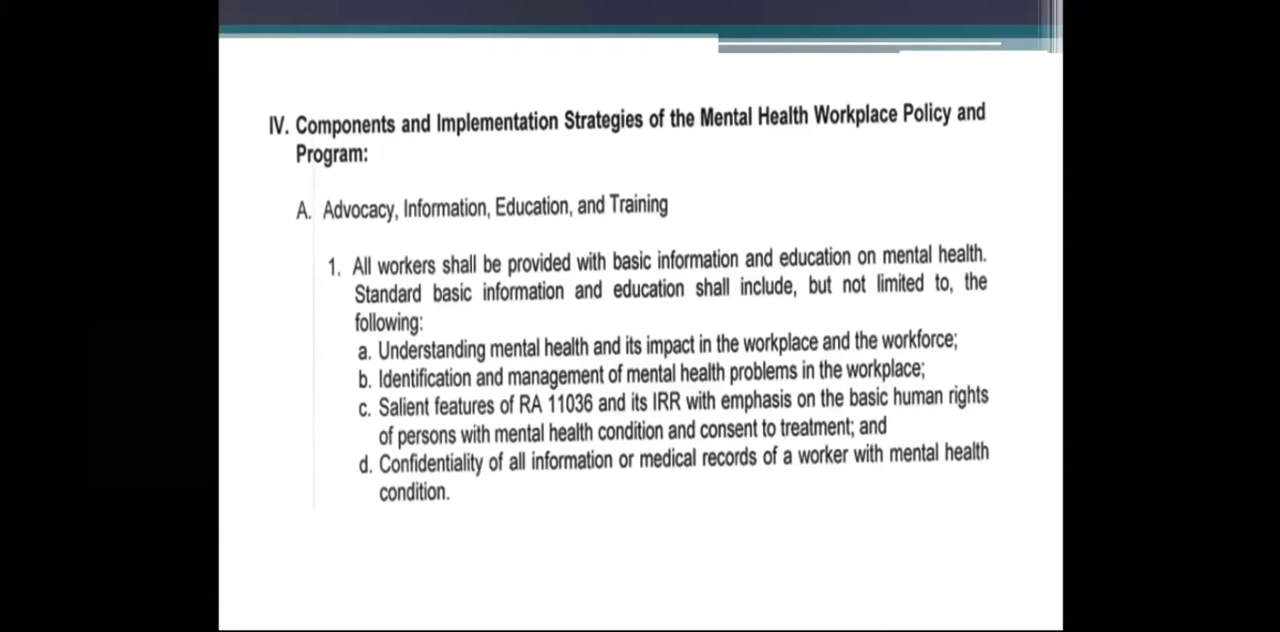 IV. Components and Implementation Strategies of the Mental Health Workplace Policy and
Program:
A. Advocacy, Information, Education, and Training
1. All workers shall be provided with basic information and education on mental health.
Standard basic information and education shall include, but not limited to, the
following:
a. Understanding mental health and its impact in the workplace and the workforce;
b. Identification and management of mental health problems in the workplace;
c. Salient features of RA 11036 and its IRR with emphasis on the basic human rights
of persons with mental health condition and consent to treatment; and
d. Confidentiality of all information or medical records of a worker with mental health
condition.